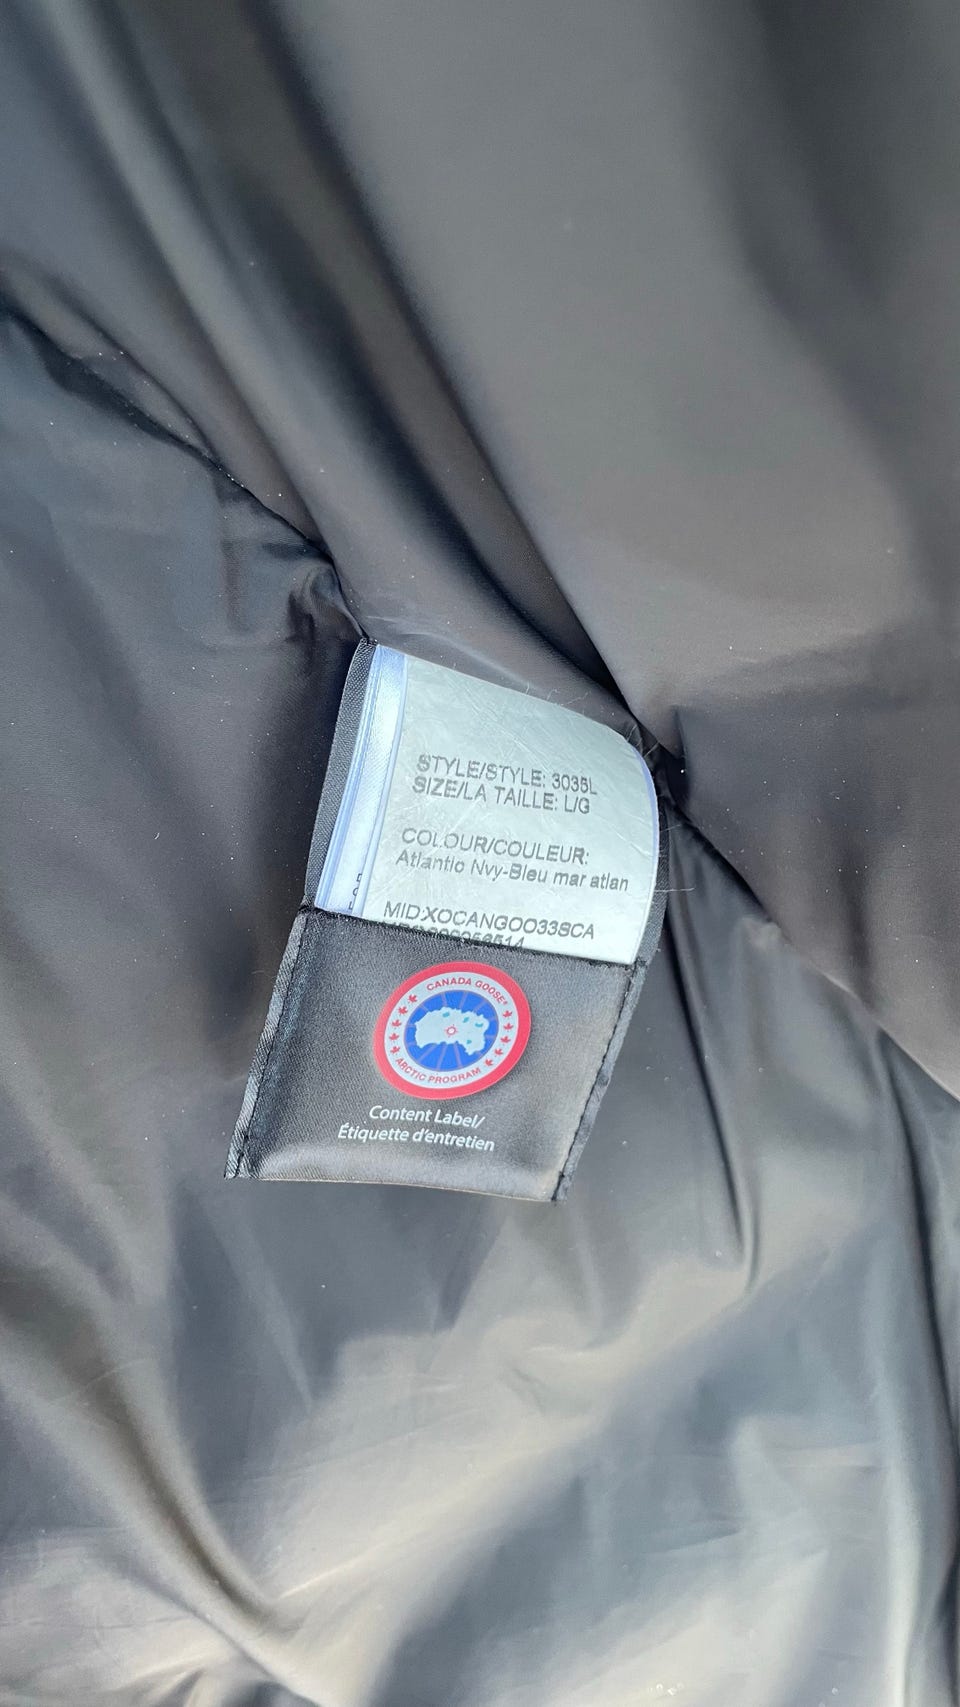 STYLE/STYLE: 3035L
SIZE/LA TAILLE: L/G
COLOUR/COULEUR:
Atlantic Nvy-Bleu mar atlan
MID:XOCANGOO338CA
CANADA GOOSE®
ARCTIC PROGRAM
Content Label/
Étiquette d'entretien